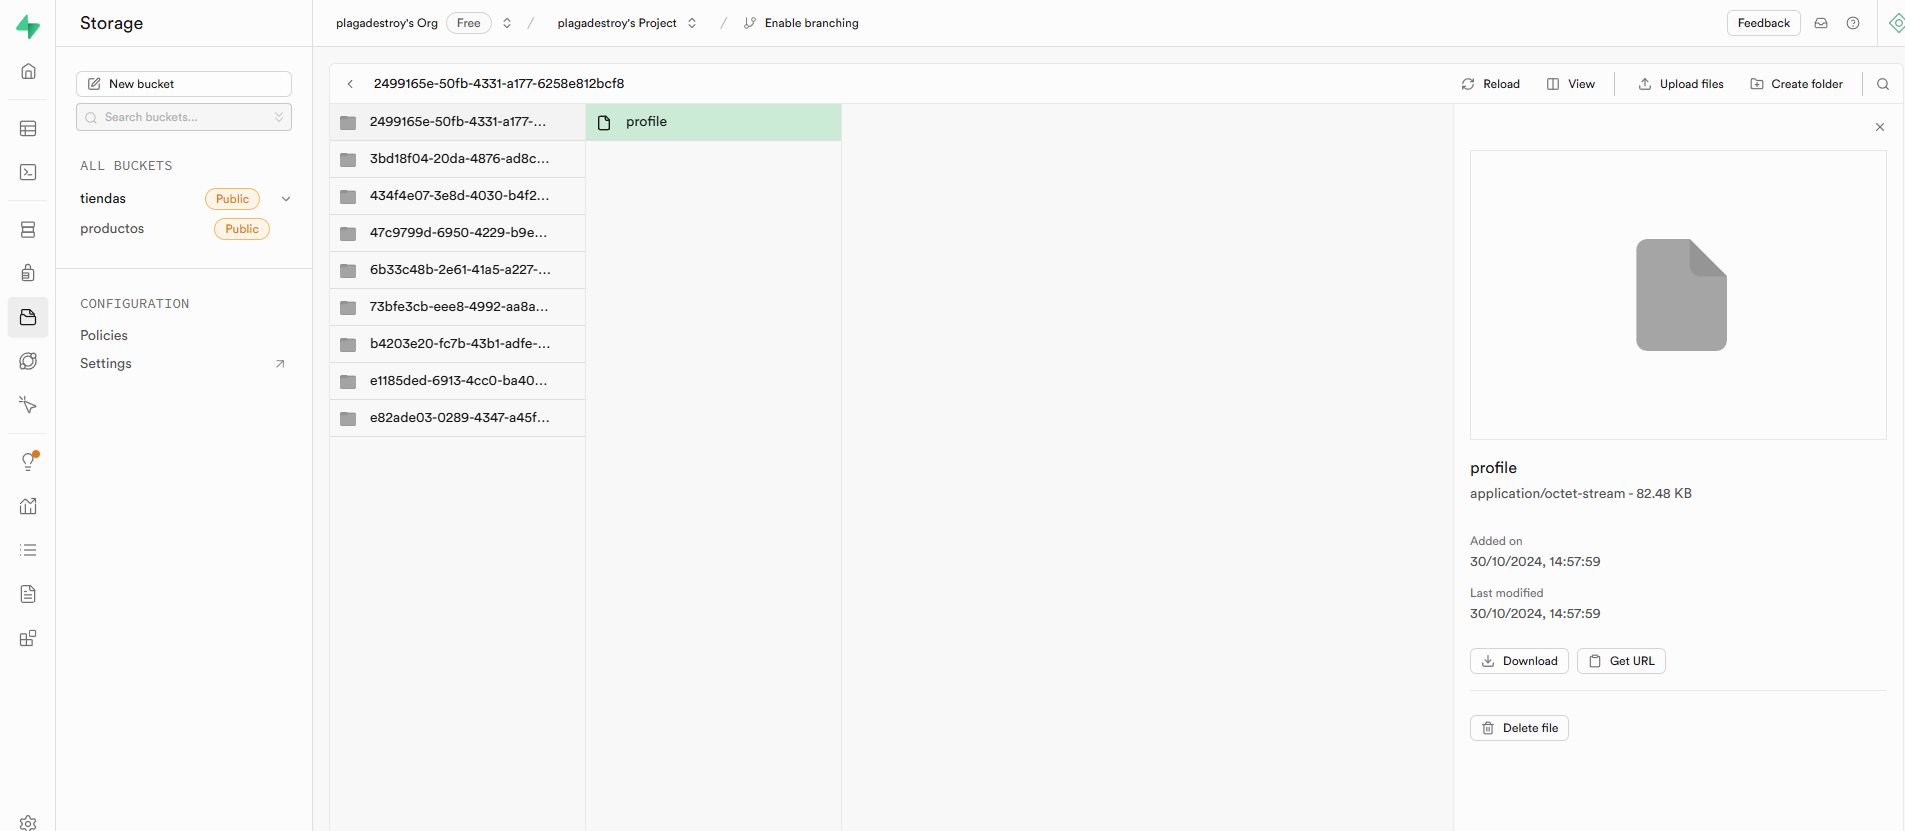 Storage
plagadestroy's Org Free / plagadestroy's Project / Enable branching
Feedback
New bucket
Search buckets...
ALL BUCKETS
tiendas Public
productos Public
CONFIGURATION
Policies
Settings
2499165e-50fb-4331-a177-6258e812bcf8
Reload View Upload files Create folder
2499165e-50fb-4331-a177-...
3bd18f04-20da-4876-ad8c...
434f4e07-3e8d-4030-b4f2...
47c9799d-6950-4229-b9e...
6b33c48b-2e61-41a5-a227-...
73bfe3cb-eee8-4992-aa8a...
b4203e20-fc7b-43b1-adfe-...
e1185ded-6913-4cc0-ba40...
e82ade03-0289-4347-a45f...
profile
profile
application/octet-stream - 82.48 KB
Added on
30/10/2024, 14:57:59
Last modified
30/10/2024, 14:57:59
Download Get URL
Delete file